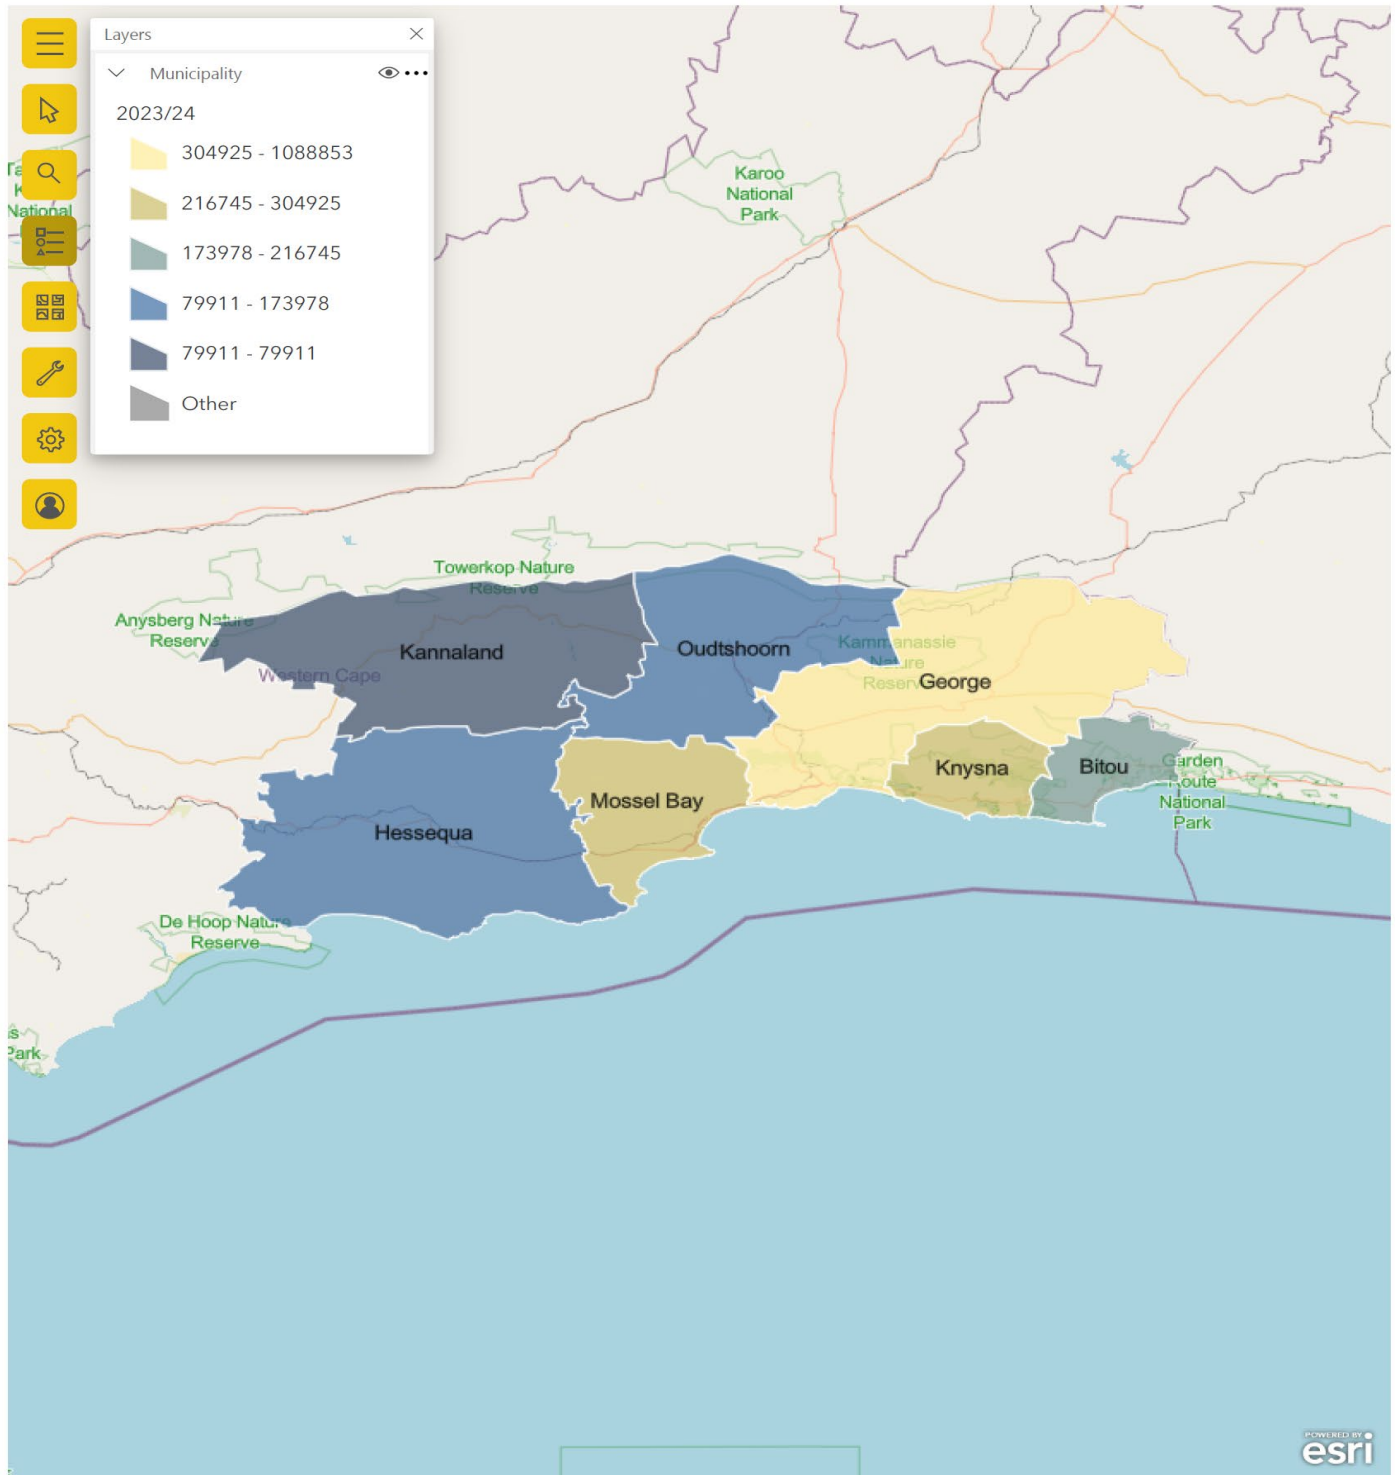 Layers
Municipality
2023/24
304925 - 1088853
216745 - 304925
173978 - 216745
79911 - 173978
79911 - 79911
Other
National
Karoo
National
Park
Towerkop Nature
Reserve
Anysberg Nature
Reserve
Western Cape
Kannaland
Oudtshoorn
Kammanassie
Nature
Reserve
George
Knysna
Bitou
Garden
Route
National
Park
Mossel Bay
Hessequa
De Hoop Nature
Reserve
Park
POWERED BY
esri